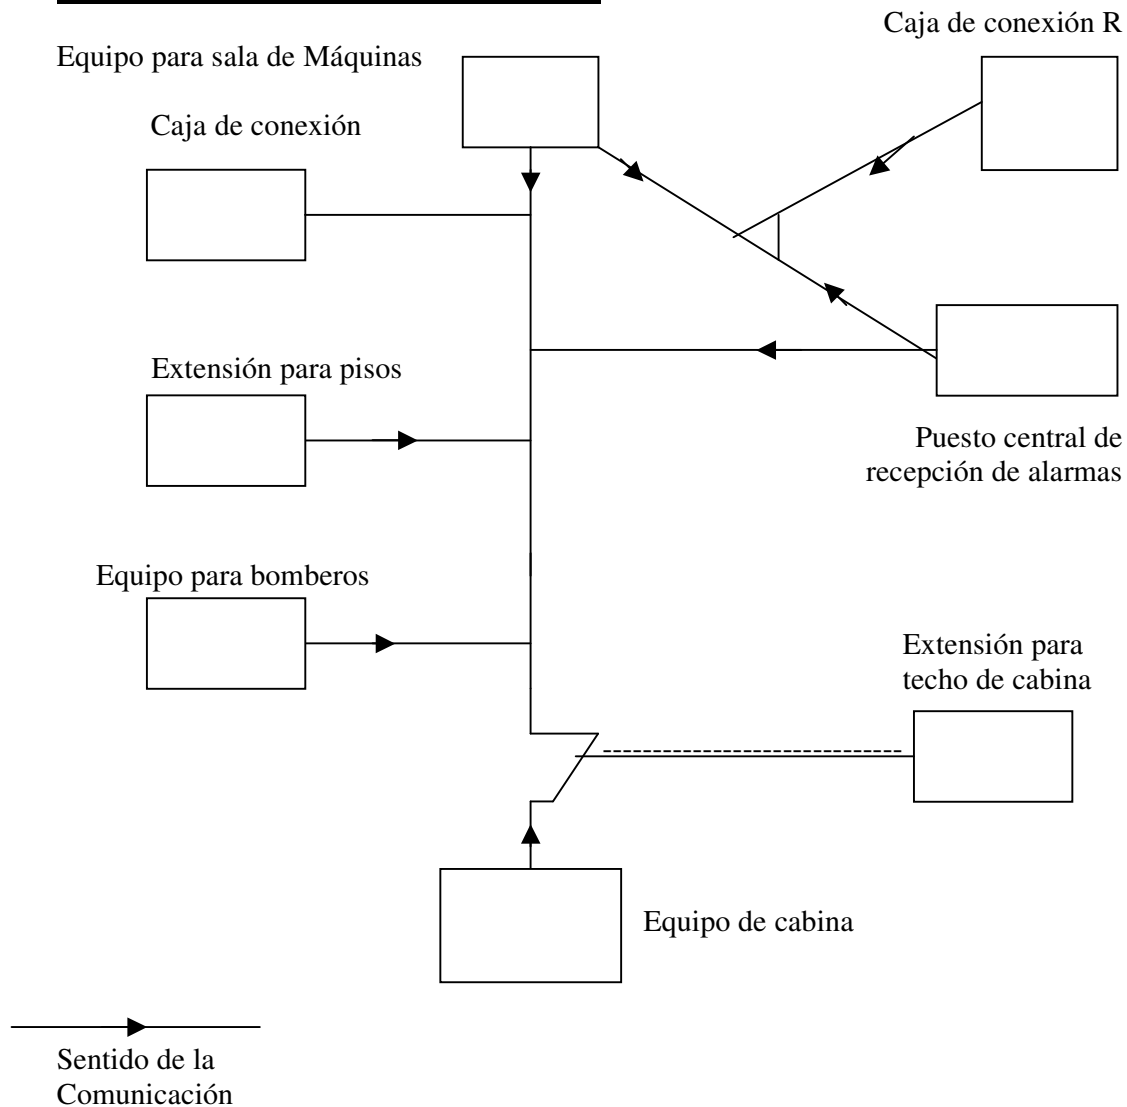 Caja de conexión R
Equipo para sala de Máquinas
Caja de conexión
Extensión para pisos
Puesto central de
recepción de alarmas
Equipo para bomberos
Extensión para
techo de cabina
Equipo de cabina
Sentido de la
Comunicación